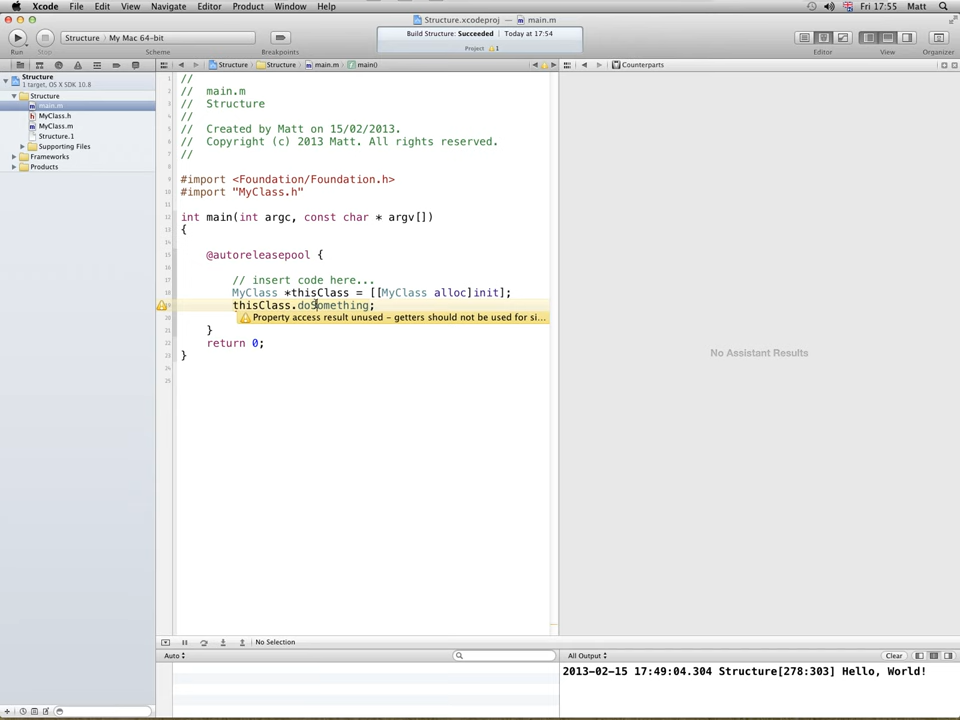 Xcode File Edit View Navigate Editor Product Window Help Fri 17:55 Matt
Structure.xcodeproj — main.m
Run Stop Structure My Mac 64-bit Scheme Breakpoints Build Structure: Succeeded Today at 17:54 Project 1 Editor View Organizer
Structure Structure main.m main() Counterparts
Structure
1 target, OS X SDK 10.8
Structure
main.m
MyClass.h
MyClass.m
Structure.1
Supporting Files
Frameworks
Products
//
// main.m
// Structure
//
// Created by Matt on 15/02/2013.
// Copyright (c) 2013 Matt. All rights reserved.
//
#import <Foundation/Foundation.h>
#import "MyClass.h"
int main(int argc, const char * argv[])
{
@autoreleasepool {
// insert code here...
MyClass *thisClass = [[MyClass alloc]init];
thisClass.doSomething;
Property access result unused - getters should not be used for si...
}
return 0;
}
No Assistant Results
No Selection
Auto All Output Clear
2013-02-15 17:49:04.304 Structure[278:303] Hello, World!